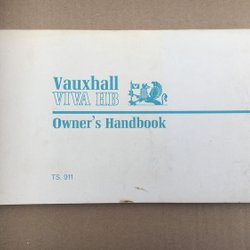 Vauxhall
VIVA HB
Owner's Handbook
TS. 911